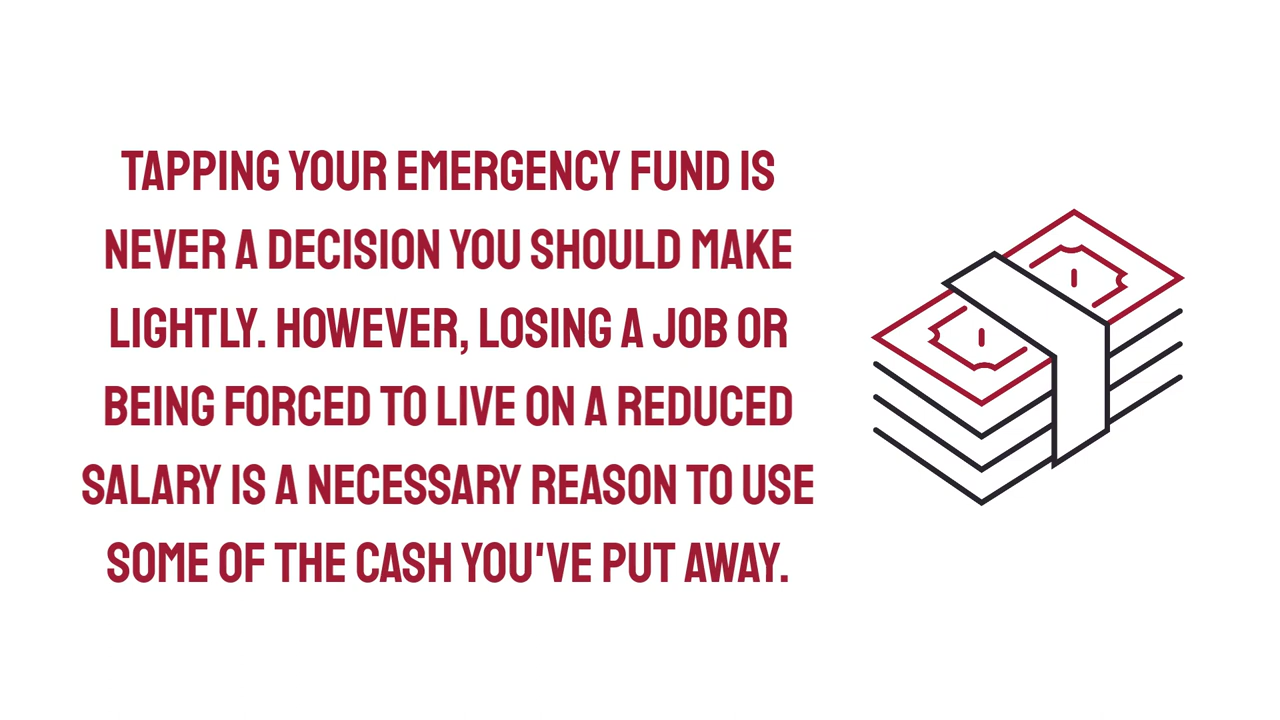 TAPPING YOUR EMERGENCY FUND IS
NEVER A DECISION YOU SHOULD MAKE
LIGHTLY. HOWEVER, LOSING A JOB OR
BEING FORCED TO LIVE ON A REDUCED
SALARY IS A NECESSARY REASON TO USE
SOME OF THE CASH YOU'VE PUT AWAY.